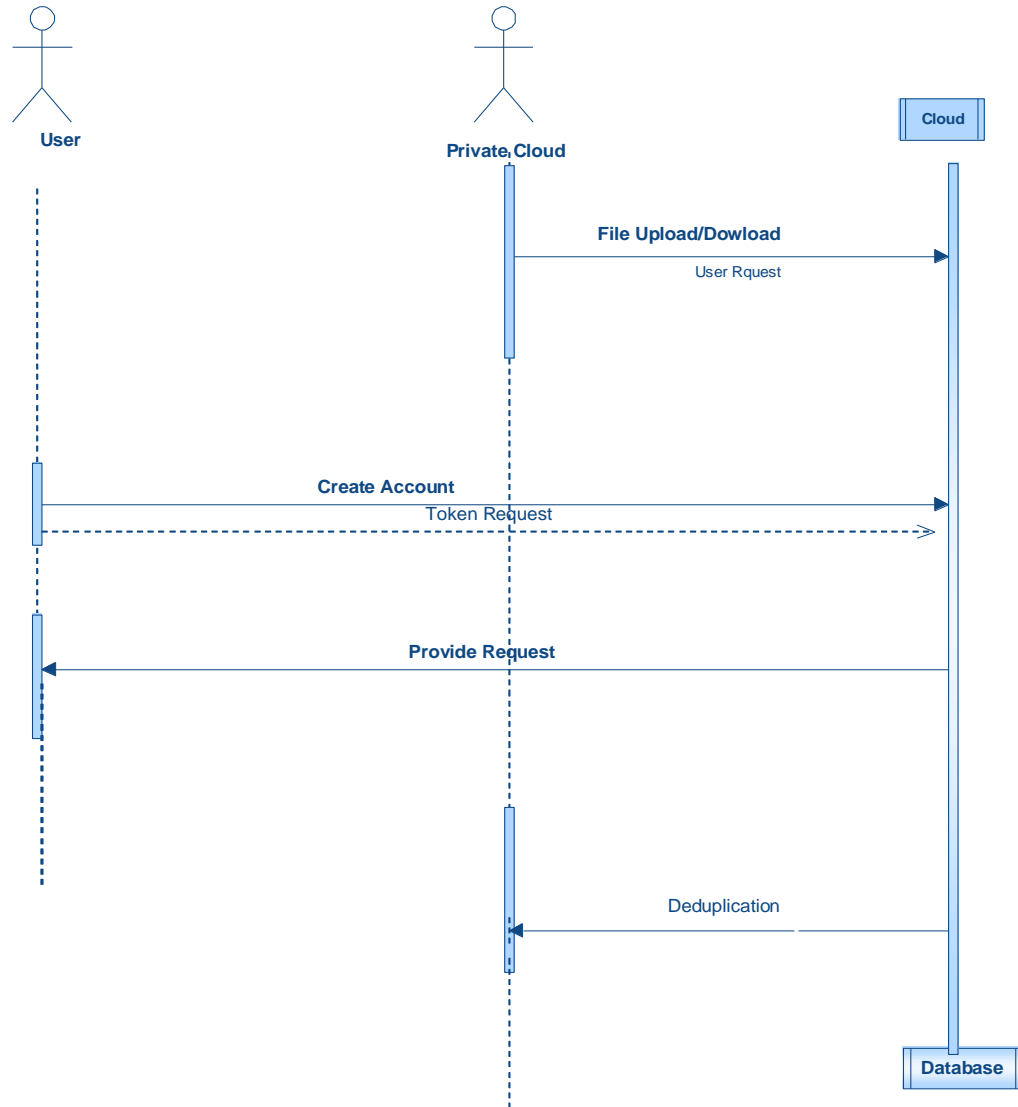 User
Private Cloud
Cloud
File Upload/Dowload
User Rquest
Create Account
Token Request
Provide Request
Deduplication
Database